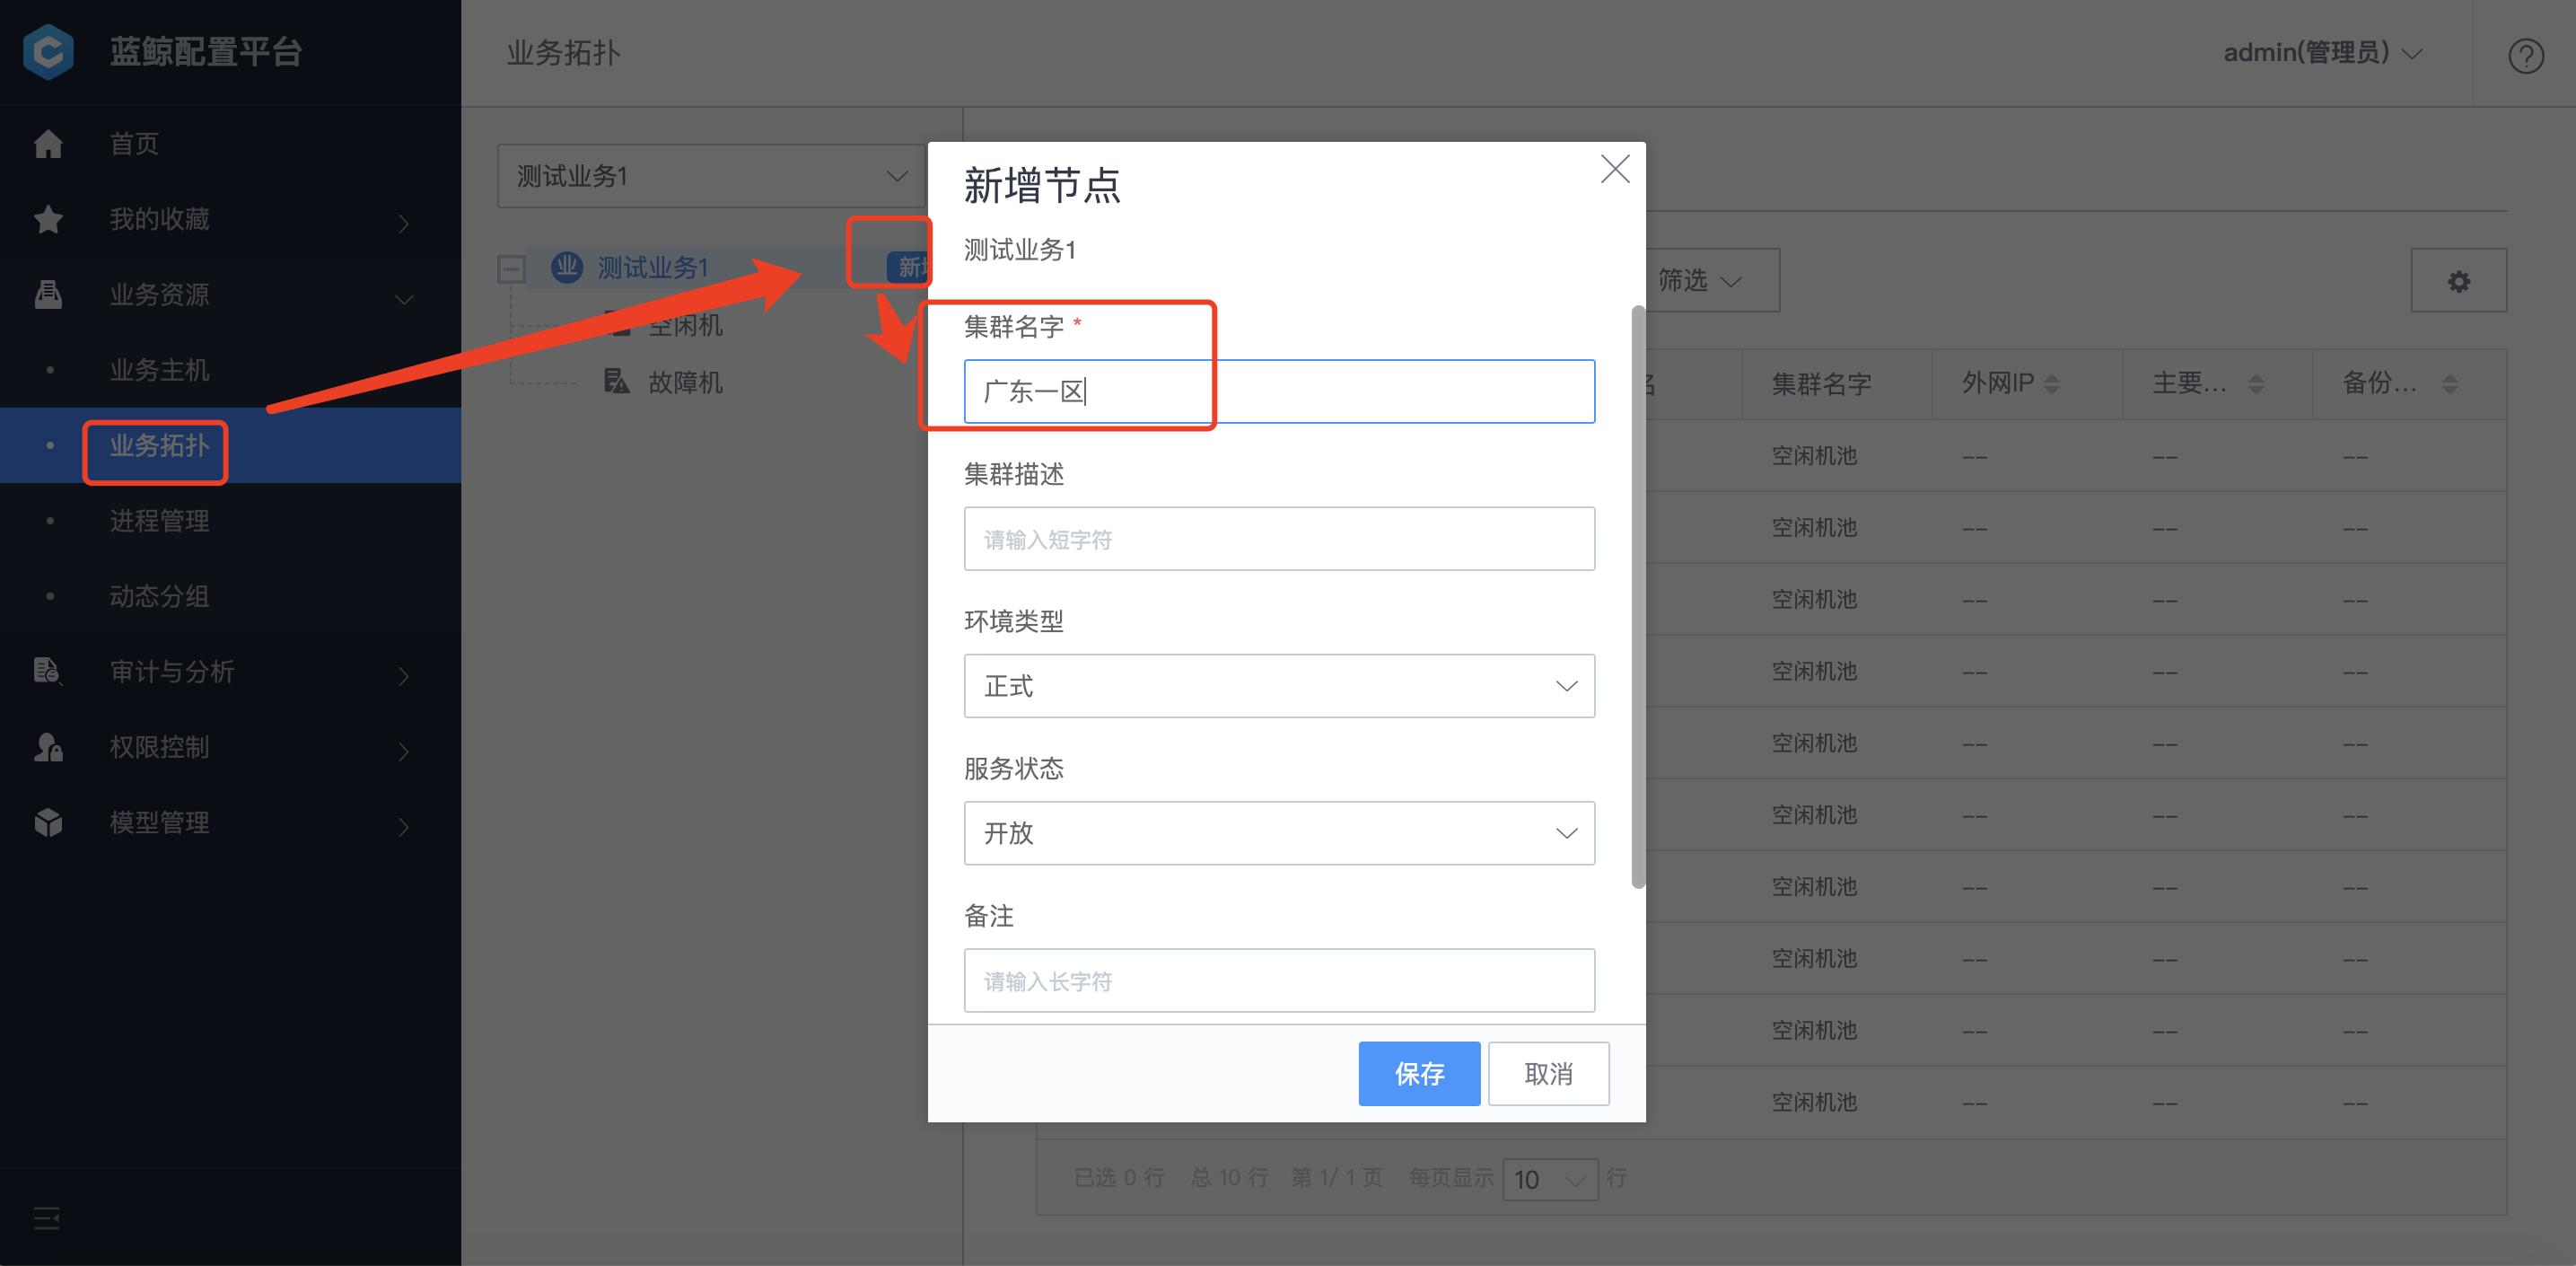 蓝鲸配置平台
首页
我的收藏
业务资源
业务主机
业务拓扑
进程管理
动态分组
审计与分析
权限控制
模型管理
业务拓扑
admin(管理员)
测试业务1
测试业务1
空闲机
故障机
新增节点
测试业务1
集群名字 *
广东一区
集群描述
请输入短字符
环境类型
正式
服务状态
开放
备注
请输入长字符
保存 取消
筛选
集群名字 外网IP 主要... 备份...
空闲机池 -- -- --
空闲机池 -- -- --
空闲机池 -- -- --
空闲机池 -- -- --
空闲机池 -- -- --
空闲机池 -- -- --
空闲机池 -- -- --
空闲机池 -- -- --
空闲机池 -- -- --
空闲机池 -- -- --
已选 0 行 总 10 行 第 1/ 1 页 每页显示 10 行